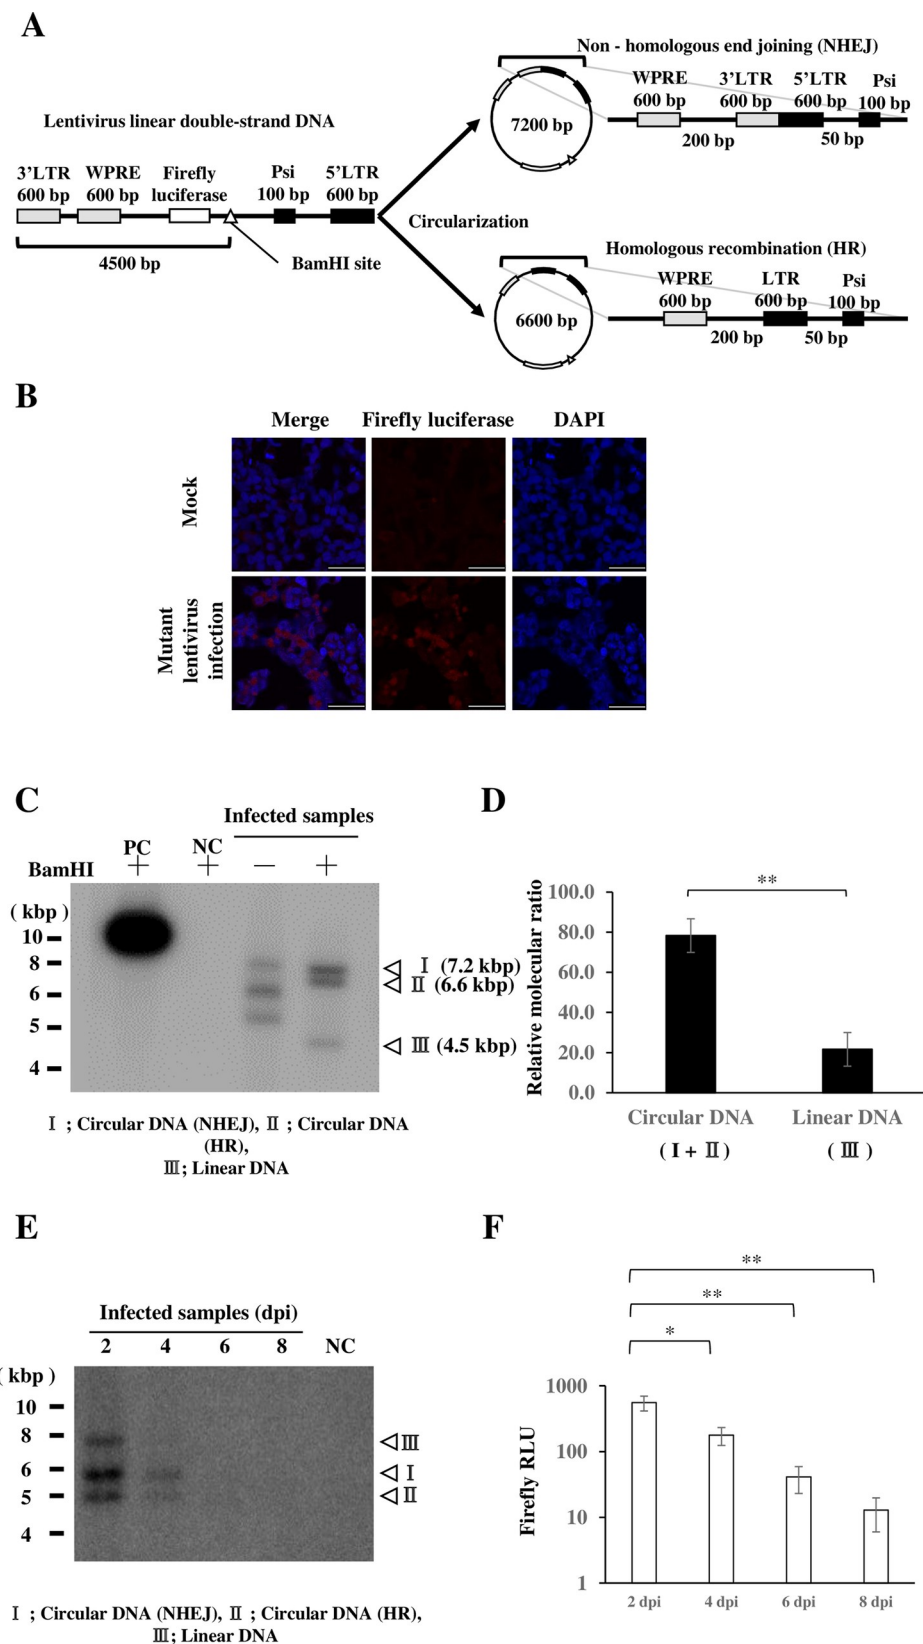 A
Non - homologous end joining (NHEJ)
WPRE 3’LTR 5’LTR Psi
600 bp 600 bp 600 bp 100 bp
7200 bp
200 bp 50 bp
Lentivirus linear double-strand DNA
3’LTR WPRE Firefly Psi 5’LTR
600 bp 600 bp luciferase 100 bp 600 bp
Circularization
4500 bp BamHI site
Homologous recombination (HR)
WPRE LTR Psi
600 bp 600 bp 100 bp
6600 bp
200 bp 50 bp
B
Merge Firefly luciferase DAPI
Mock
Mutant
lentivirus
infection
C
Infected samples
PC NC
BamHI + + − +
( kbp )
10
8
6
5
4
Ⅰ (7.2 kbp)
Ⅱ (6.6 kbp)
Ⅲ (4.5 kbp)
Ⅰ ; Circular DNA (NHEJ), Ⅱ ; Circular DNA
(HR),
Ⅲ; Linear DNA
D
Relative molecular ratio
100.0
80.0
60.0
40.0
20.0
0.0
**
Circular DNA Linear DNA
( I + Ⅱ ) ( Ⅲ )
E
Infected samples (dpi)
2 4 6 8 NC
( kbp )
10
8
6
5
4
Ⅲ
Ⅰ
Ⅱ
Ⅰ ; Circular DNA (NHEJ), Ⅱ ; Circular DNA (HR),
Ⅲ; Linear DNA
F
**
**
*
Firefly RLU
1000
100
10
1
2 dpi 4 dpi 6 dpi 8 dpi